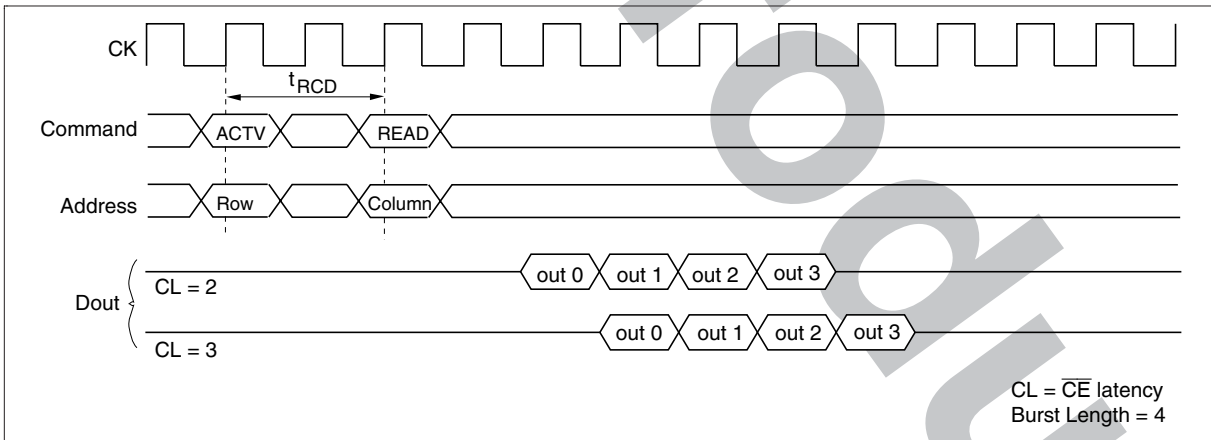 CK
tRCD
Command ACTV READ
Address Row Column
Dout
CL = 2 out 0 out 1 out 2 out 3
CL = 3 out 0 out 1 out 2 out 3
CL = C̅E̅ latency
Burst Length = 4